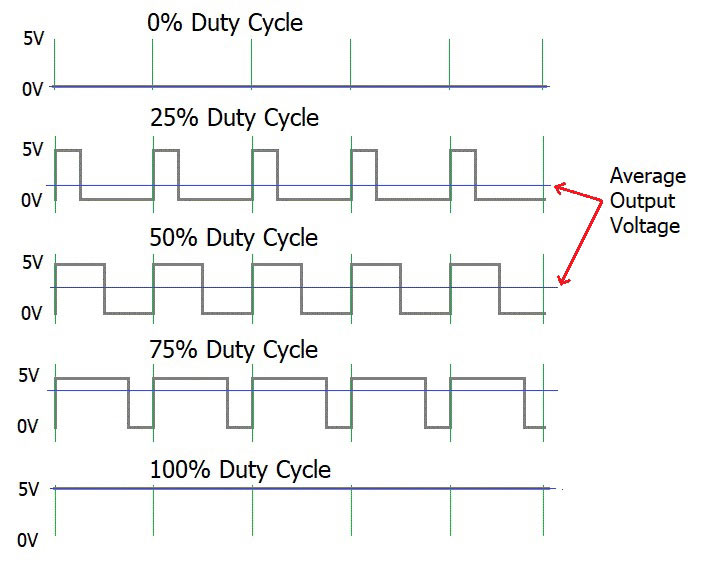 0% Duty Cycle
5V
0V
25% Duty Cycle
5V
0V
Average
Output
Voltage
50% Duty Cycle
5V
0V
75% Duty Cycle
5V
0V
100% Duty Cycle
5V
0V